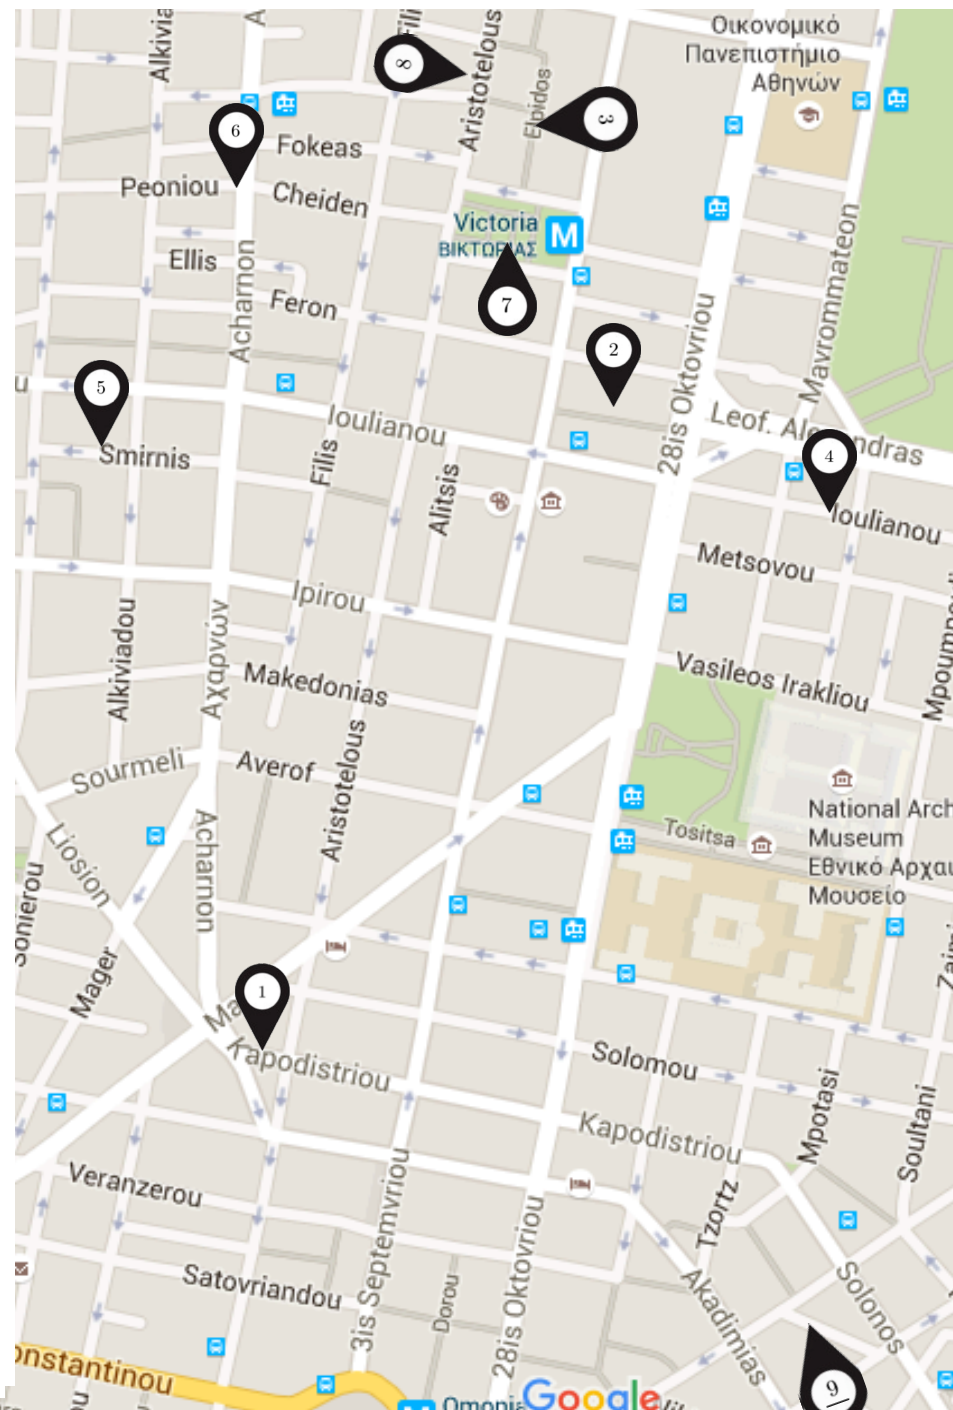 Οικονομικό
Πανεπιστήμιο
Αθηνών
Alkivia
A
Fili
8
Aristotelous
Elpidos
3
6
Fokeas
Peoniou
Cheiden
Victoria
ΒΙΚΤΩΡΙΑΣ
M
Ellis
Acharnon
Feron
7
2
28is Oktovriou
Mavrommateon
5
Ioulianou
Leof. Alexandras
4
Smirnis
Filis
Alitsis
Ioulianou
Metsovou
Ipirou
Alkiviadou
Αχαρνών
Makedonias
Vasileos Irakliou
Sourmeli
Averof
Aristotelous
National Arch
Museum
Εθνικό Αρχαι
Μουσείο
Tositsa
Liosion
Acharnon
Sonierou
Mager
1
Ma
Kapodistriou
Solomou
Kapodistriou
Mpotasi
Soultani
Veranzerou
3is Septemvriou
28is Oktovriou
Tzortz
Satovriandou
Dorou
Akadimias
Solonos
onstantinou
Omonia
Google
9